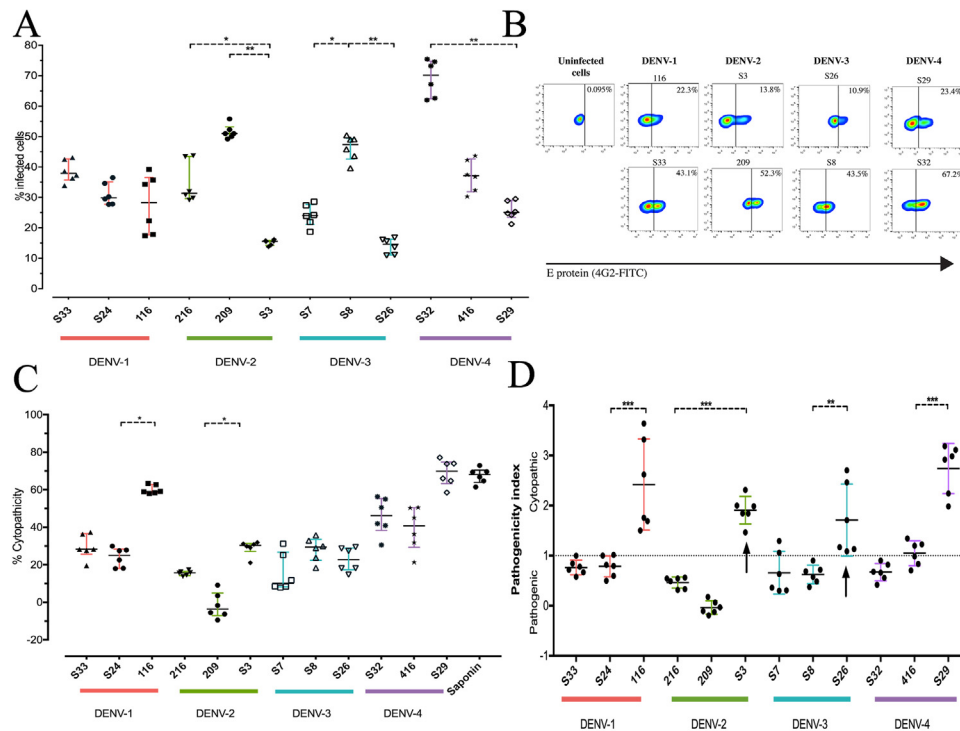 A
% infected cells
80
70
60
50
40
30
20
10
0
*
**
*
**
**
S33
S24
116
216
209
S3
S7
S8
S26
S32
416
S29
DENV-1
DENV-2
DENV-3
DENV-4
B
Uninfected cells
DENV-1
DENV-2
DENV-3
DENV-4
116
S3
S26
S29
0.095%
22.3%
13.8%
10.9%
23.4%
S33
209
S8
S32
43.1%
52.3%
43.5%
67.2%
E protein (4G2-FITC)
C
% Cytopathicity
100
80
60
40
20
0
-20
*
*
S33
S24
116
216
209
S3
S7
S8
S26
S32
416
S29
Saponin
DENV-1
DENV-2
DENV-3
DENV-4
D
Pathogenicity index
Pathogenic
Cytopathic
4
3
2
1
0
-1
***
***
**
***
S33
S24
116
216
209
S3
S7
S8
S26
S32
416
S29
DENV-1
DENV-2
DENV-3
DENV-4